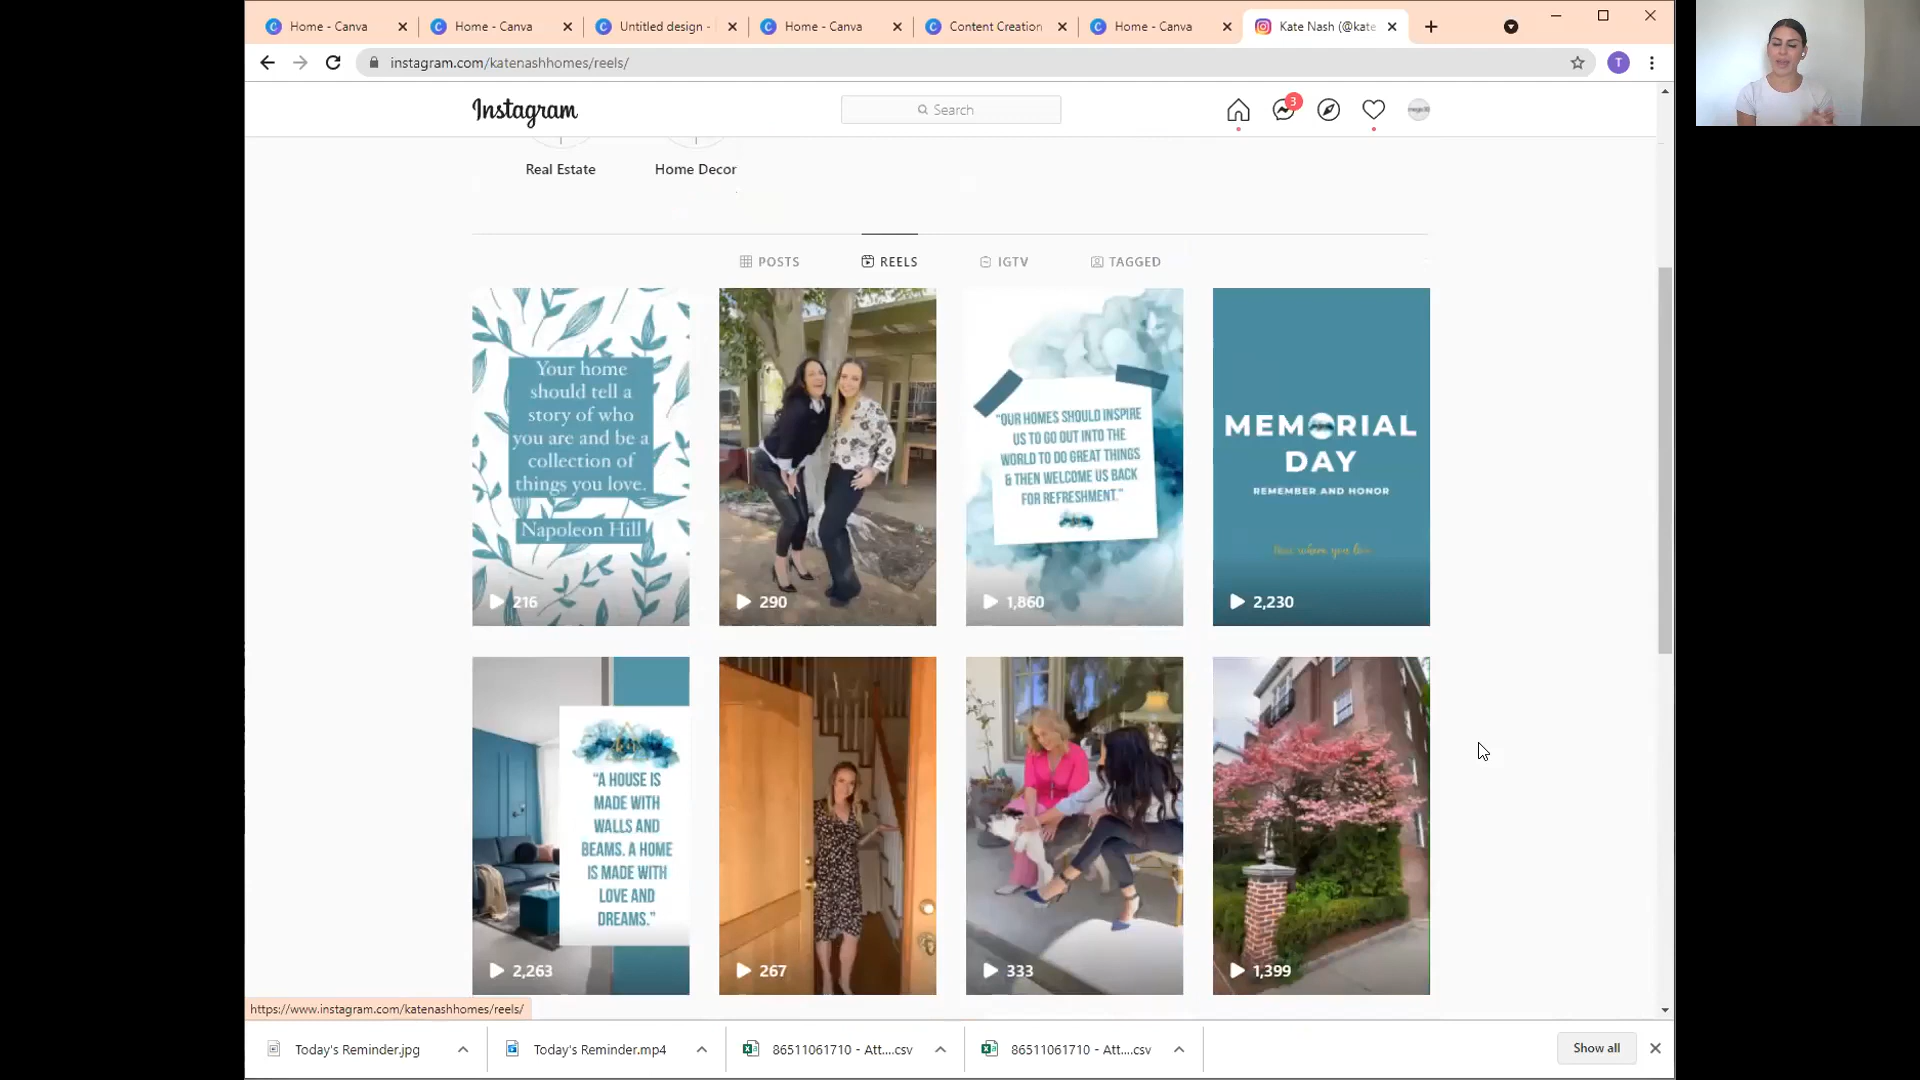 Home - Canva
Home - Canva
Untitled design -
Home - Canva
Content Creation
Home - Canva
Kate Nash (@kate
T
instagram.com/katenashhomes/reels/
Instagram
Search
3
Real Estate
Home Decor
POSTS
REELS
IGTV
TAGGED
Your home
should tell a
story of who
you are and be a
collection of
things you love.
Napoleon Hill
216
290
"OUR HOMES SHOULD INSPIRE
US TO GO OUT INTO THE
WORLD TO DO GREAT THINGS
& THEN WELCOME US BACK
FOR REFRESHMENT."
1,860
MEMORIAL
DAY
REMEMBER AND HONOR
2,230
"A HOUSE IS
MADE WITH
WALLS AND
BEAMS. A HOME
IS MADE WITH
LOVE AND
DREAMS."
2,263
267
333
1,399
https://www.instagram.com/katenashhomes/reels/
Today's Reminder.jpg
Today's Reminder.mp4
86511061710 - Att....csv
86511061710 - Att....csv
Show all